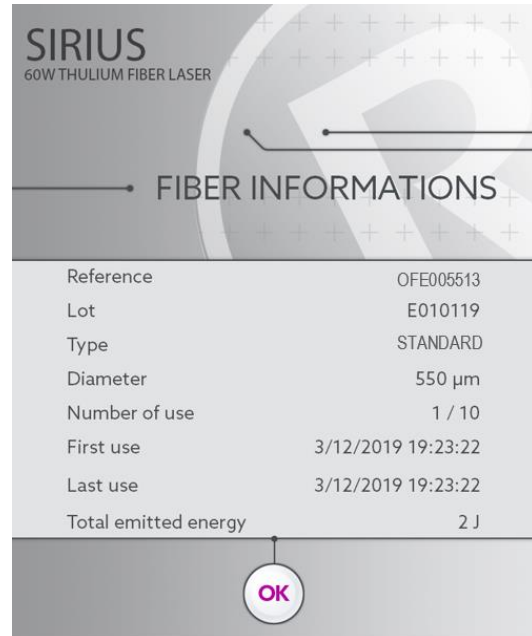 SIRIUS
60W THULIUM FIBER LASER
FIBER INFORMATIONS
Reference OFE005513
Lot E010119
Type STANDARD
Diameter 550 µm
Number of use 1 / 10
First use 3/12/2019 19:23:22
Last use 3/12/2019 19:23:22
Total emitted energy 2 J
OK